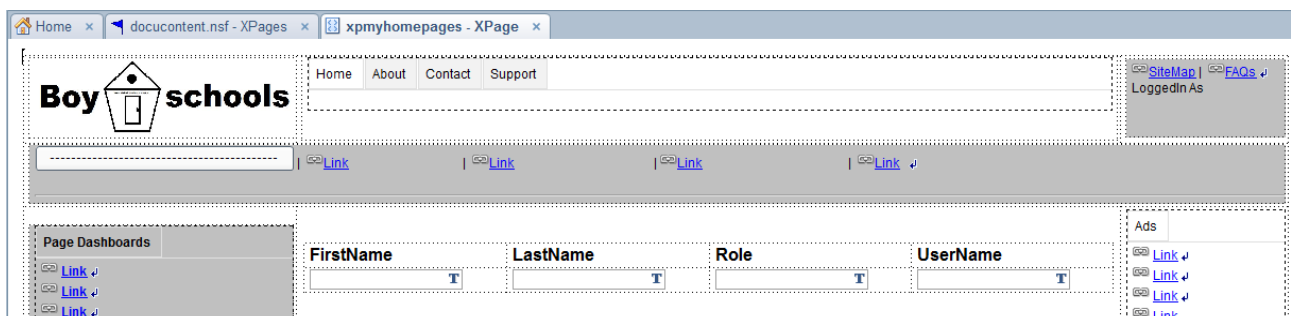 Home × docucontent.nsf - XPages × xpmyhomepages - XPage ×
Boy schools
Home About Contact Support
SiteMap | FAQs
LoggedIn As
------------------------------------------ | Link | Link | Link | Link
Page Dashboards
Link
Link
Link
FirstName LastName Role UserName
T T T T
Ads
Link
Link
Link
Link